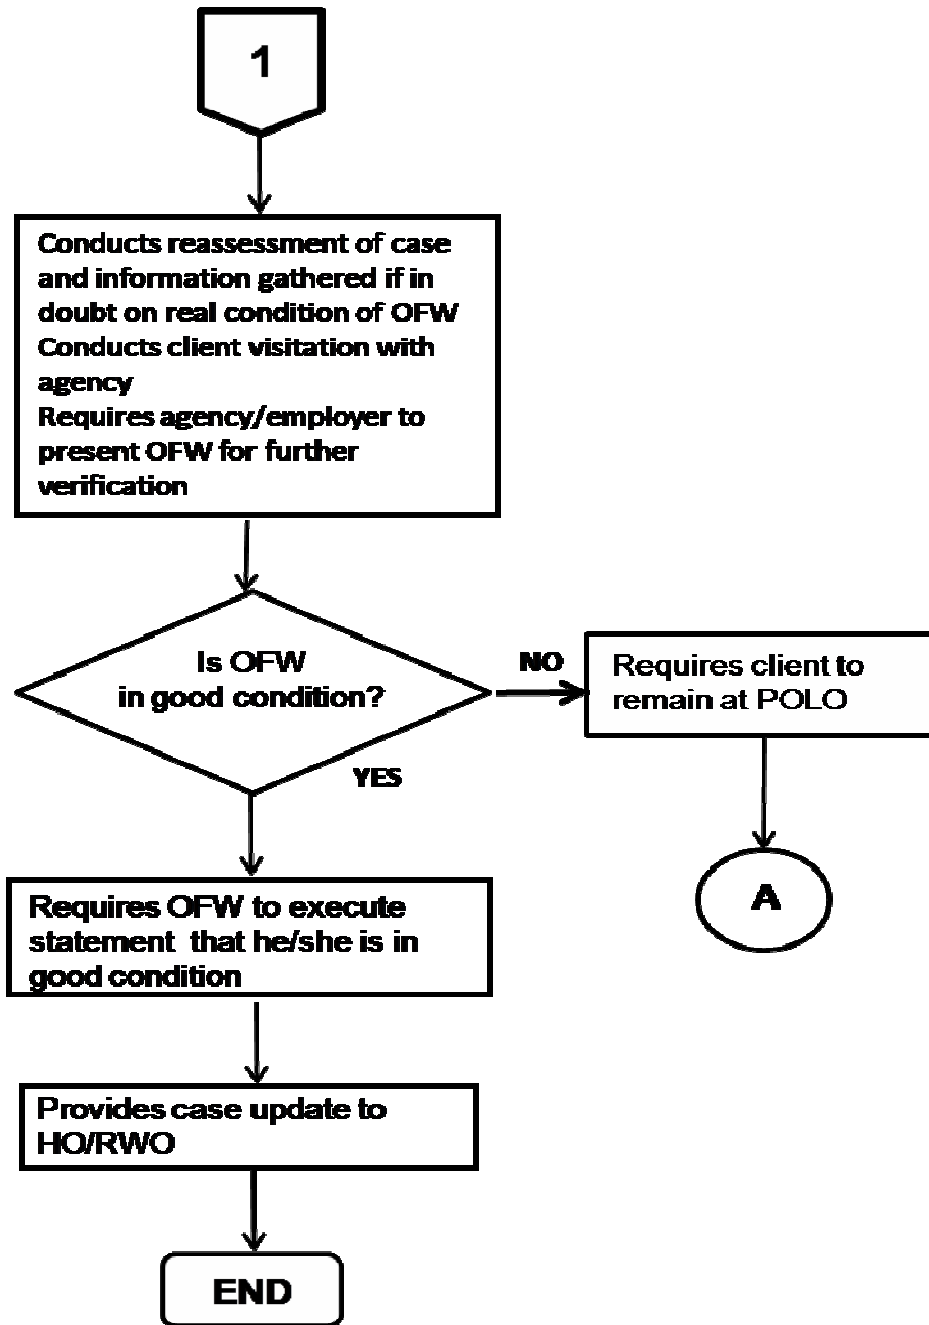 1
Conducts reassessment of case
and information gathered if in
doubt on real condition of OFW
Conducts client visitation with
agency
Requires agency/employer to
present OFW for further
verification
Is OFW
in good condition?
NO
Requires client to
remain at POLO
YES
A
Requires OFW to execute
statement that he/she is in
good condition
Provides case update to
HO/RWO
END